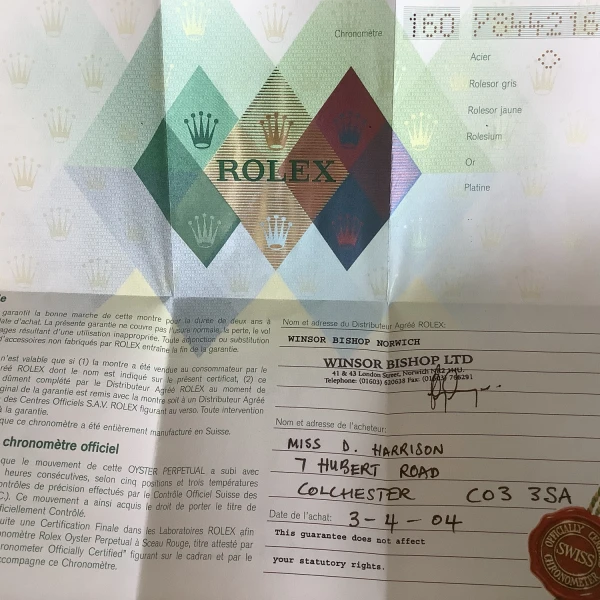 Chronomètre
160 Y844216
Acier
Rolesor gris
Rolesor jaune
Rolesium
Or
Platine
ROLEX
garantit la bonne marche de cette montre pour la durée de deux ans à
date d'achat. La présente garantie ne couvre pas l'usure normale, la perte, le vol
résultant d'une utilisation inappropriée. Toute adjonction ou substitution
d'accessoires non fabriqués par ROLEX entraîne la fin de la garantie.
n'est valable que si (1) la montre a été vendue au consommateur par le
ROLEX dont le nom est indiqué sur le présent certificat, (2) ce
dûment complété par le Distributeur Agréé ROLEX au moment de
original de la garantie est remis avec la montre soit à un Distributeur Agréé
des Centres Officiels S.A.V. ROLEX figurant au verso. Toute intervention
à la garantie.
que ce chronomètre a été entièrement manufacturé en Suisse.
chronomètre officiel
que le mouvement de cette OYSTER PERPETUAL a subi avec
heures consécutives, selon cinq positions et trois températures
contrôles de précision effectués par le Contrôle Officiel Suisse des
Ce mouvement a ainsi acquis le droit de porter le titre de
Officiellement Contrôlé.
une Certification Finale dans les Laboratoires ROLEX afin
Rolex Oyster Perpetual à Sceau Rouge, titre attesté par
Chronometer Officially Certified" figurant sur le cadran et par le
accompagne ce Chronomètre.
Nom et adresse du Distributeur Agréé ROLEX:
WINSOR BISHOP NORWICH
WINSOR BISHOP LTD
41 & 43 London Street, Norwich NR2 1HU.
Telephone: (01603) 620638 Fax: (01603) 766291
Nom et adresse de l'acheteur:
MISS D. HARRISON
7 HUBERT ROAD
COLCHESTER CO3 3SA
Date de l'achat: 3-4-04
This guarantee does not affect
your statutory rights.
OFFICIALLY CERTIFIED
SWISS
CHRONOMETER